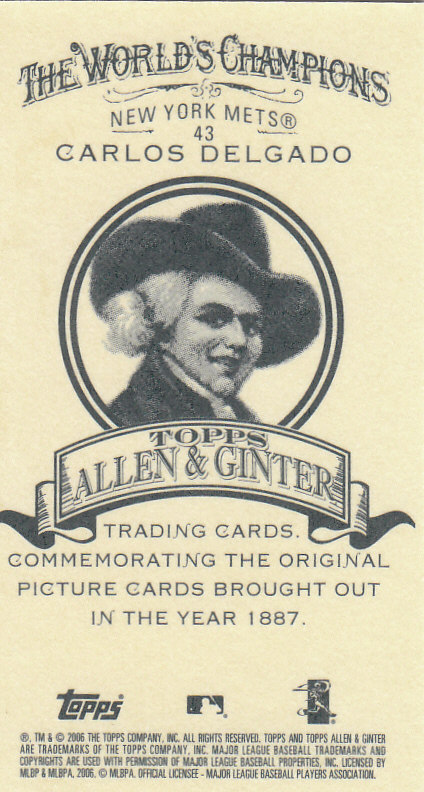 THE WORLD'S CHAMPIONS
NEW YORK METS®
43
CARLOS DELGADO
TOPPS
ALLEN & GINTER
TRADING CARDS.
COMMEMORATING THE ORIGINAL
PICTURE CARDS BROUGHT OUT
IN THE YEAR 1887.
topps
®, TM & © 2006 THE TOPPS COMPANY, INC. ALL RIGHTS RESERVED. TOPPS AND TOPPS ALLEN & GINTER
ARE TRADEMARKS OF THE TOPPS COMPANY, INC. MAJOR LEAGUE BASEBALL TRADEMARKS AND
COPYRIGHTS ARE USED WITH PERMISSION OF MAJOR LEAGUE BASEBALL PROPERTIES, INC. LICENSED BY
MLBP & MLBPA, 2006. © MLBPA. OFFICIAL LICENSEE - MAJOR LEAGUE BASEBALL PLAYERS ASSOCIATION.